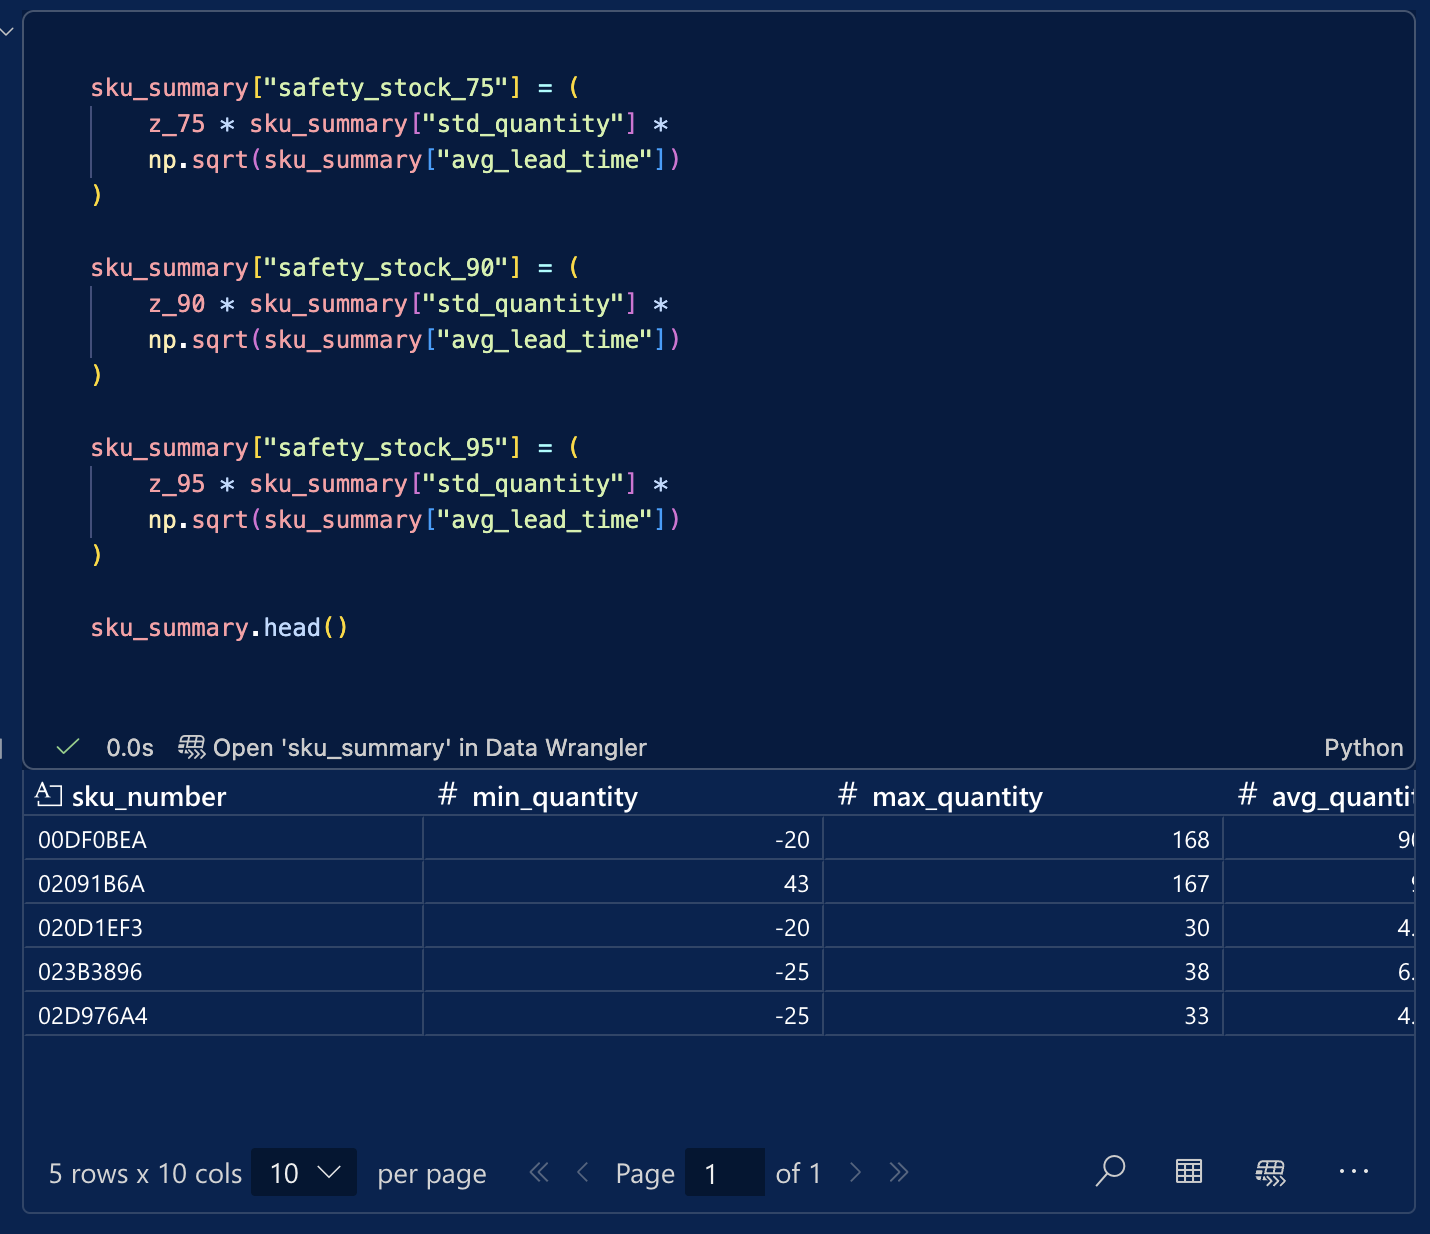 sku_summary["safety_stock_75"] = (
    z_75 * sku_summary["std_quantity"] *
    np.sqrt(sku_summary["avg_lead_time"])
)
sku_summary["safety_stock_90"] = (
    z_90 * sku_summary["std_quantity"] *
    np.sqrt(sku_summary["avg_lead_time"])
)
sku_summary["safety_stock_95"] = (
    z_95 * sku_summary["std_quantity"] *
    np.sqrt(sku_summary["avg_lead_time"])
)
sku_summary.head()
0.0s Open 'sku_summary' in Data Wrangler Python
sku_number # min_quantity # max_quantity #
00DF0BEA -20 168
02091B6A 43 167
020D1EF3 -20 30 4.
023B3896 -25 38 6.
02D976A4 -25 33 4.
5 rows x 10 cols 10 per page Page 1 of 1